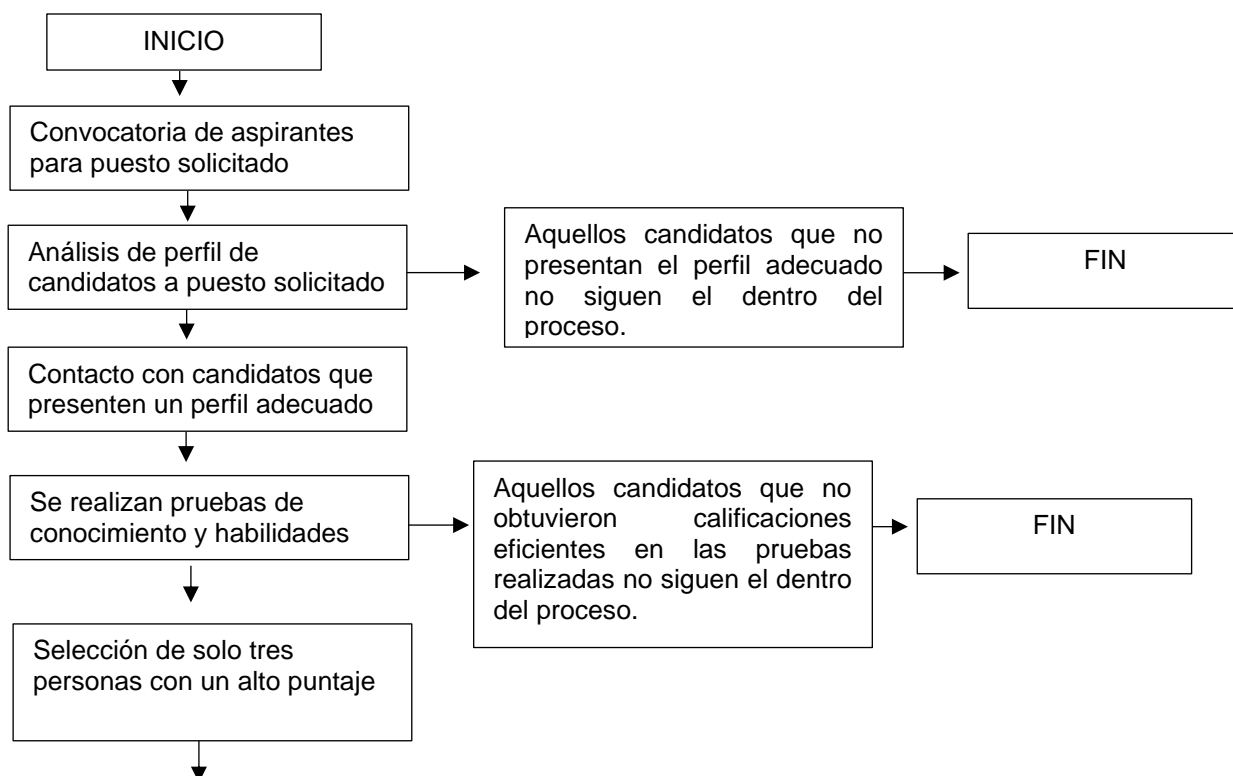 INICIO
Convocatoria de aspirantes
para puesto solicitado
Análisis de perfil de
candidatos a puesto solicitado
Aquellos candidatos que no
presentan el perfil adecuado
no siguen el dentro del
proceso.
FIN
Contacto con candidatos que
presenten un perfil adecuado
Se realizan pruebas de
conocimiento y habilidades
Aquellos candidatos que no
obtuvieron calificaciones
eficientes en las pruebas
realizadas no siguen el dentro
del proceso.
FIN
Selección de solo tres
personas con un alto puntaje